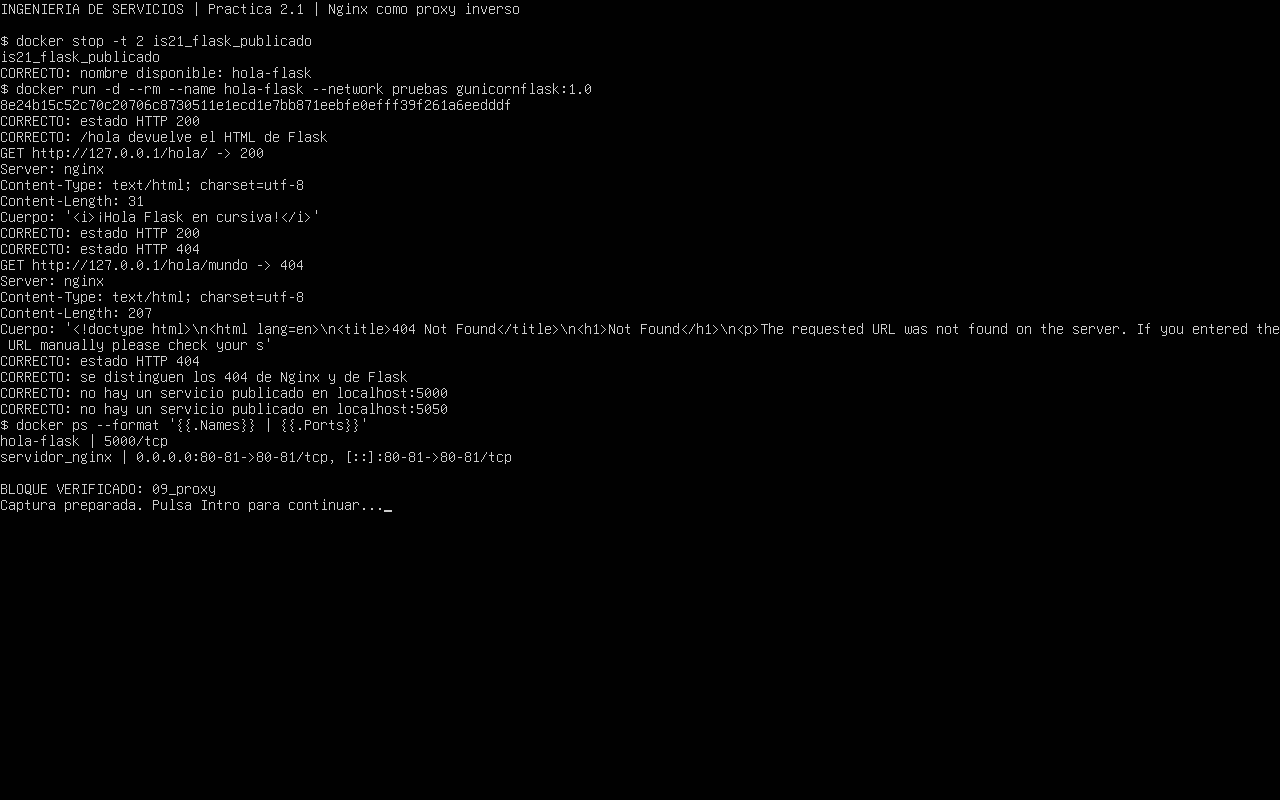 INGENIERIA DE SERVICIOS | Practica 2.1 | Nginx como proxy inverso
$ docker stop -t 2 is21_flask_publicado
is21_flask_publicado
CORRECTO: nombre disponible: hola-flask
$ docker run -d --rm --name hola-flask --network pruebas gunicornflask:1.0
8e24b15c52c70c20706c8730511e1ecd1e7bb871eebfe0efff39f261a6eedddf
CORRECTO: estado HTTP 200
CORRECTO: /hola devuelve el HTML de Flask
GET http://127.0.0.1/hola/ -> 200
Server: nginx
Content-Type: text/html; charset=utf-8
Content-Length: 31
Cuerpo: '<i>¡Hola Flask en cursiva!</i>'
CORRECTO: estado HTTP 200
CORRECTO: estado HTTP 404
GET http://127.0.0.1/hola/mundo -> 404
Server: nginx
Content-Type: text/html; charset=utf-8
Content-Length: 207
Cuerpo: '<!doctype html>\n<html lang=en>\n<title>404 Not Found</title>\n<h1>Not Found</h1>\n<p>The requested URL was not found on the server. If you entered the
 URL manually please check your s'
CORRECTO: estado HTTP 404
CORRECTO: se distinguen los 404 de Nginx y de Flask
CORRECTO: no hay un servicio publicado en localhost:5000
CORRECTO: no hay un servicio publicado en localhost:5050
$ docker ps --format '{{.Names}} | {{.Ports}}'
hola-flask | 5000/tcp
servidor_nginx | 0.0.0.0:80-81->80-81/tcp, [::]:80-81->80-81/tcp
BLOQUE VERIFICADO: 09_proxy
Captura preparada. Pulsa Intro para continuar..._